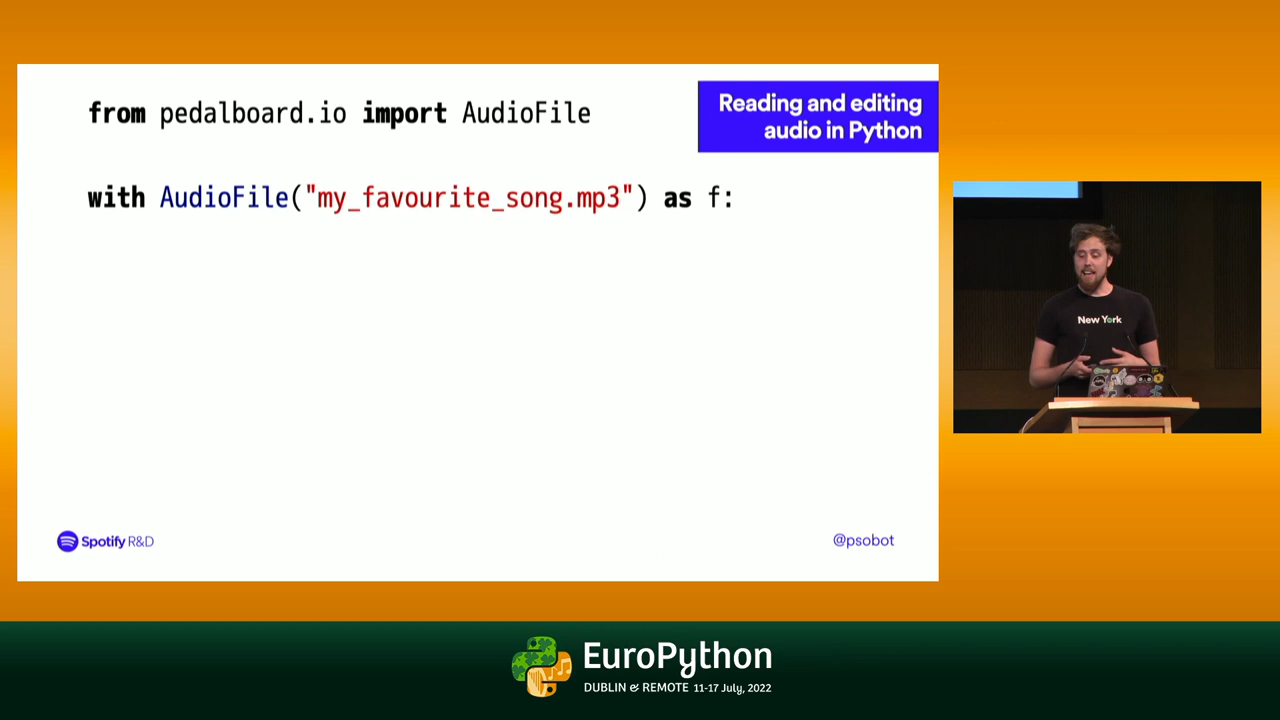 from pedalboard.io import AudioFile
Reading and editing
audio in Python
with AudioFile("my_favourite_song.mp3") as f:
New York
Spotify R&D
@psobot
EuroPython
DUBLIN & REMOTE 11-17 July, 2022